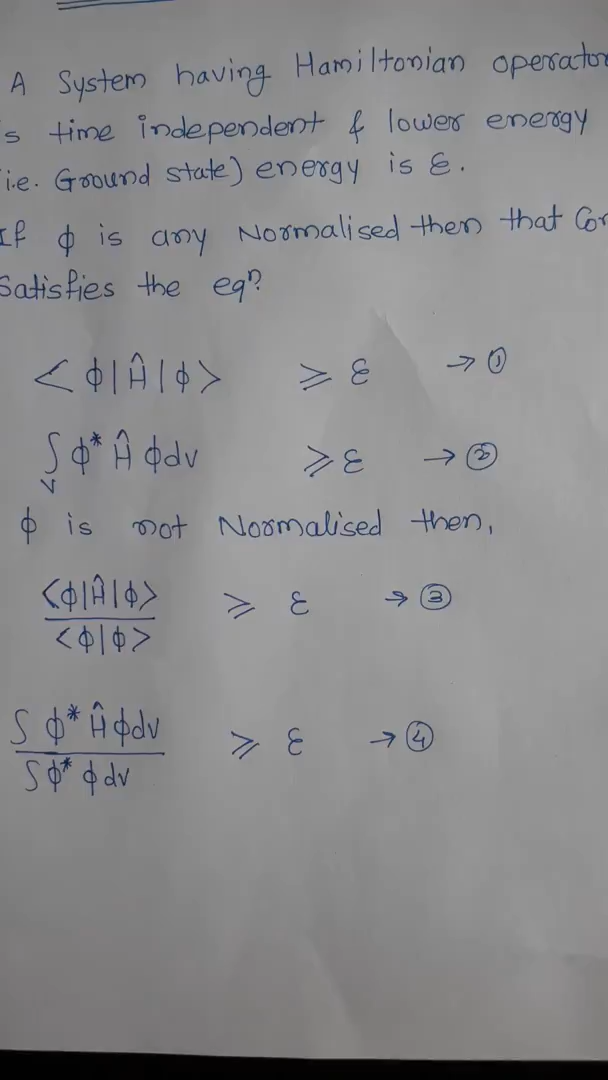 A System having Hamiltonian operator
s time independent & lower energy
i.e. Ground state) energy is ε.
If ϕ is any Normalised then that
Satisfies the eqⁿ?
<ϕ|Ĥ|ϕ> ⩾ ε → ①
∫ᵥ ϕ* Ĥ ϕdv ⩾ ε → ②
ϕ is not Normalised then,
<ϕ|Ĥ|ϕ> / <ϕ|ϕ> ⩾ ε → ③
∫ ϕ* Ĥ ϕdv / ∫ϕ* ϕ dv ⩾ ε → ④